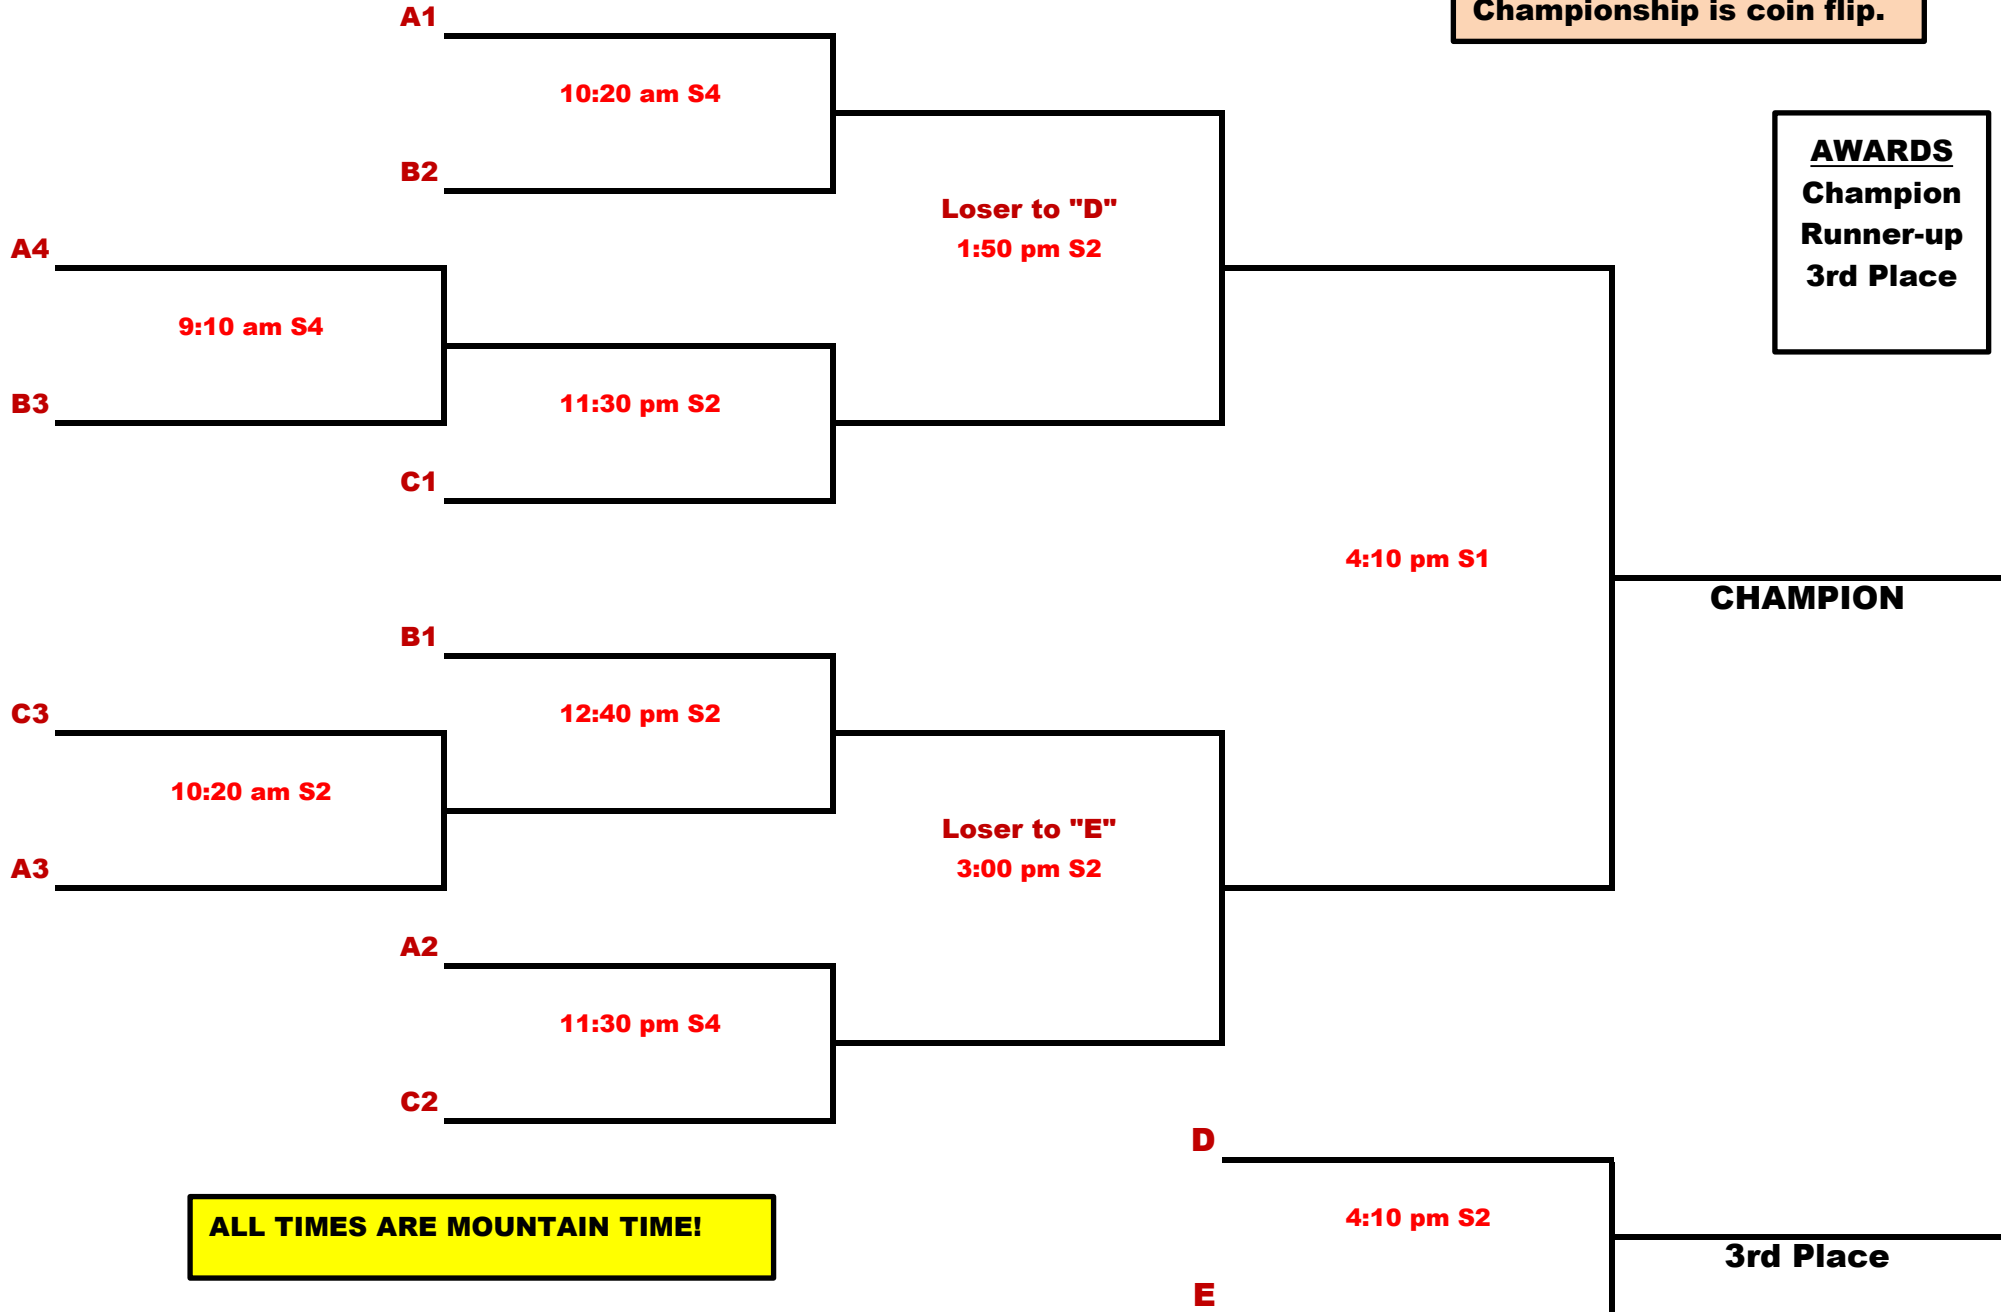 Championship is coin flip.
A1
10:20 am S4
B2
AWARDS
Champion
Runner-up
3rd Place
Loser to "D"
1:50 pm S2
A4
9:10 am S4
B3
11:30 pm S2
C1
4:10 pm S1
CHAMPION
B1
12:40 pm S2
C3
10:20 am S2
A3
Loser to "E"
3:00 pm S2
A2
11:30 pm S4
C2
D
4:10 pm S2
3rd Place
E
ALL TIMES ARE MOUNTAIN TIME!